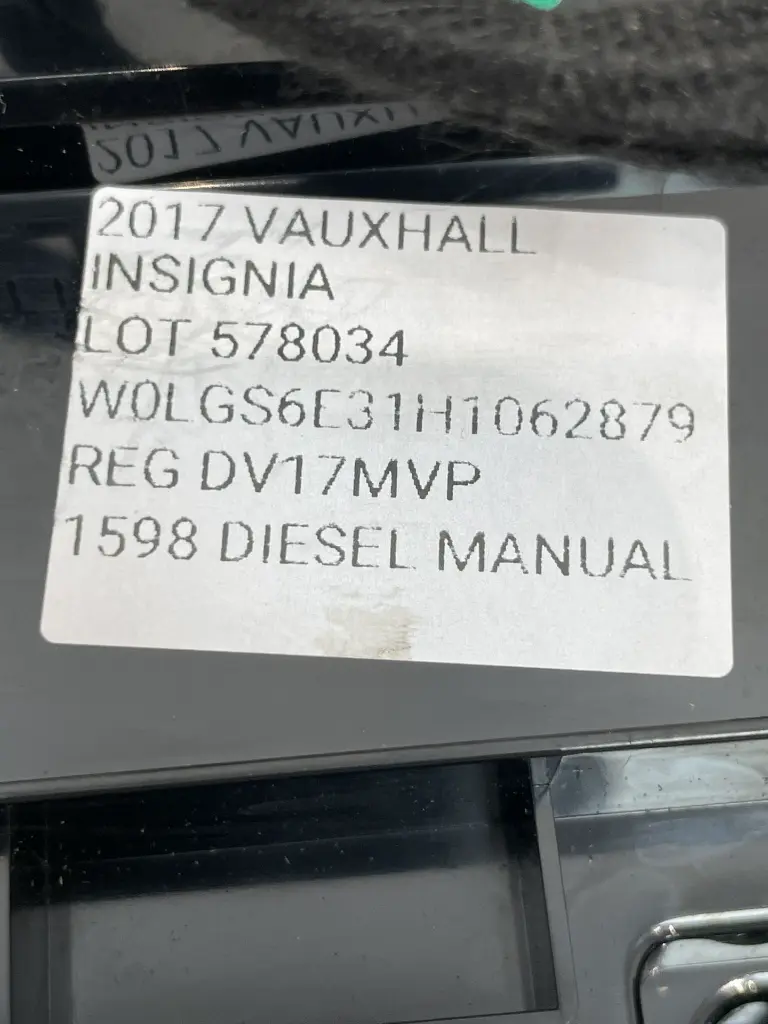 2017 VAUXHALL
INSIGNIA
LOT 578034
W0LGS6E31H1062879
REG DV17MVP
1598 DIESEL MANUAL